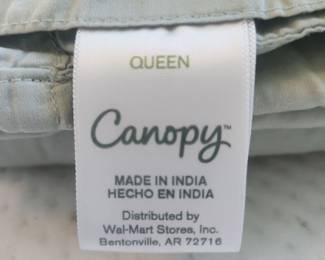 QUEEN
Canopy™
MADE IN INDIA
HECHO EN INDIA
Distributed by
Wal-Mart Stores, Inc.
Bentonville, AR 72716